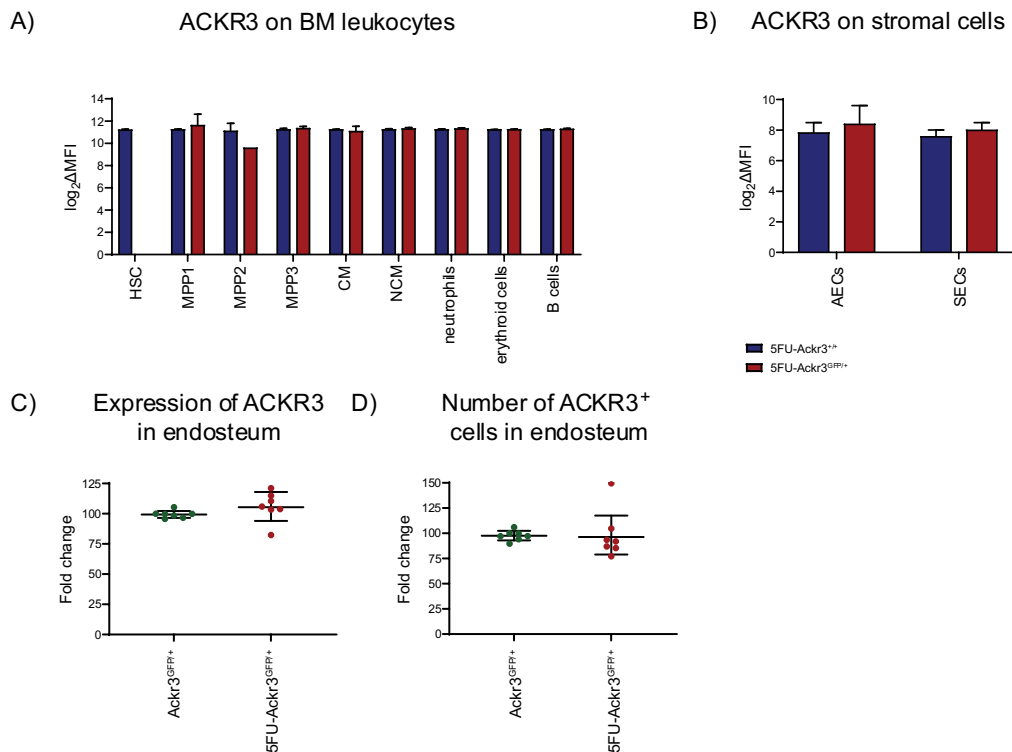 A)
ACKR3 on BM leukocytes
log2ΔMFI
14
12
10
8
6
4
2
0
HSC
MPP1
MPP2
MPP3
CM
NCM
neutrophils
erythroid cells
B cells
B)
ACKR3 on stromal cells
log2ΔMFI
10
8
6
4
2
0
AECs
SECs
5FU-Ackr3+/+
5FU-Ackr3GFP/+
C)
Expression of ACKR3
in endosteum
Fold change
125
100
75
50
25
0
Ackr3GFP/+
5FU-Ackr3GFP/+
D)
Number of ACKR3+
cells in endosteum
Fold change
150
125
100
75
50
25
0
Ackr3GFP/+
5FU-Ackr3GFP/+